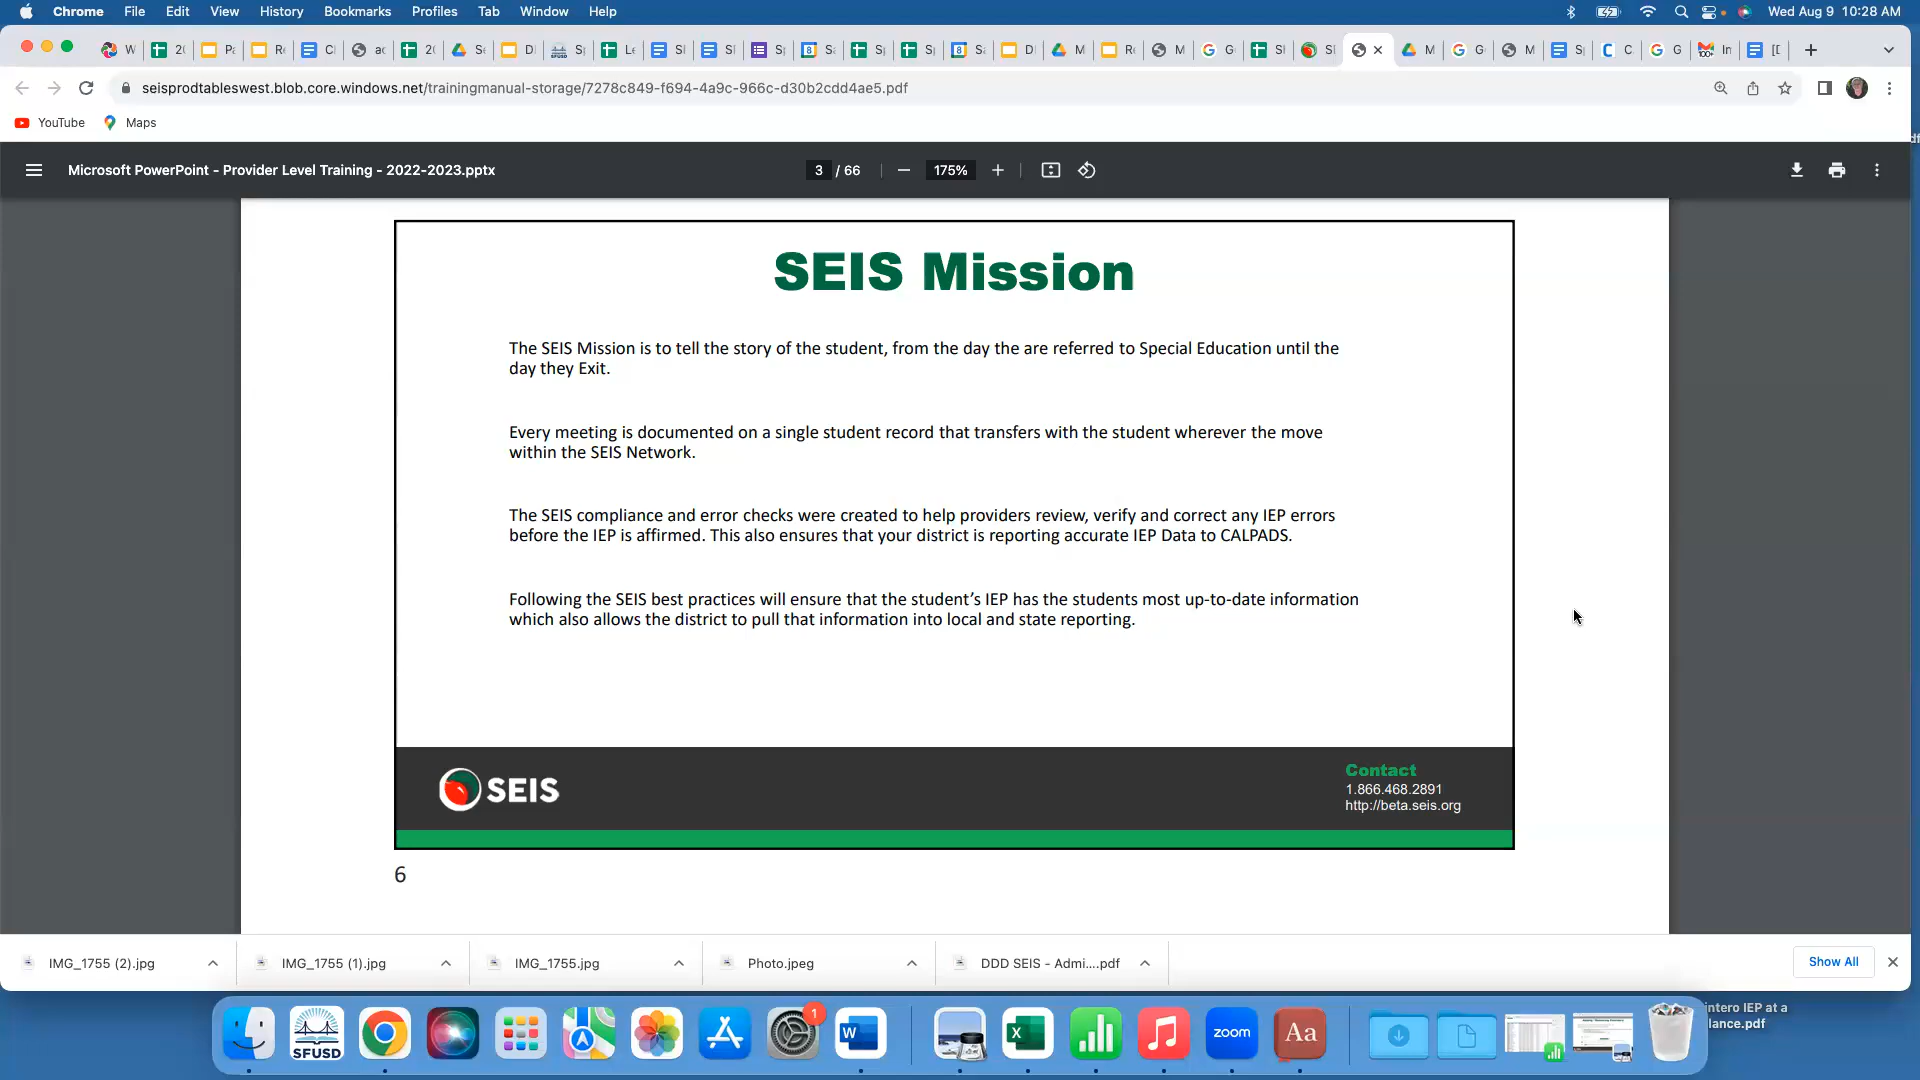 Chrome File Edit View History Bookmarks Profiles Tab Window Help Wed Aug 9 10:28 AM
seisprodtableswest.blob.core.windows.net/trainingmanual-storage/7278c849-f694-4a9c-966c-d30b2cdd4ae5.pdf
YouTube Maps
Microsoft PowerPoint - Provider Level Training - 2022-2023.pptx 3 / 66 175%
SEIS Mission
The SEIS Mission is to tell the story of the student, from the day the are referred to Special Education until the
day they Exit.
Every meeting is documented on a single student record that transfers with the student wherever the move
within the SEIS Network.
The SEIS compliance and error checks were created to help providers review, verify and correct any IEP errors
before the IEP is affirmed. This also ensures that your district is reporting accurate IEP Data to CALPADS.
Following the SEIS best practices will ensure that the student's IEP has the students most up-to-date information
which also allows the district to pull that information into local and state reporting.
SEIS
Contact
1.866.468.2891
http://beta.seis.org
6
IMG_1755 (2).jpg IMG_1755 (1).jpg IMG_1755.jpg Photo.jpeg DDD SEIS - Admi....pdf Show All
intero IEP at a
lance.pdf
SFUSD
1
W
X
zoom
Aa